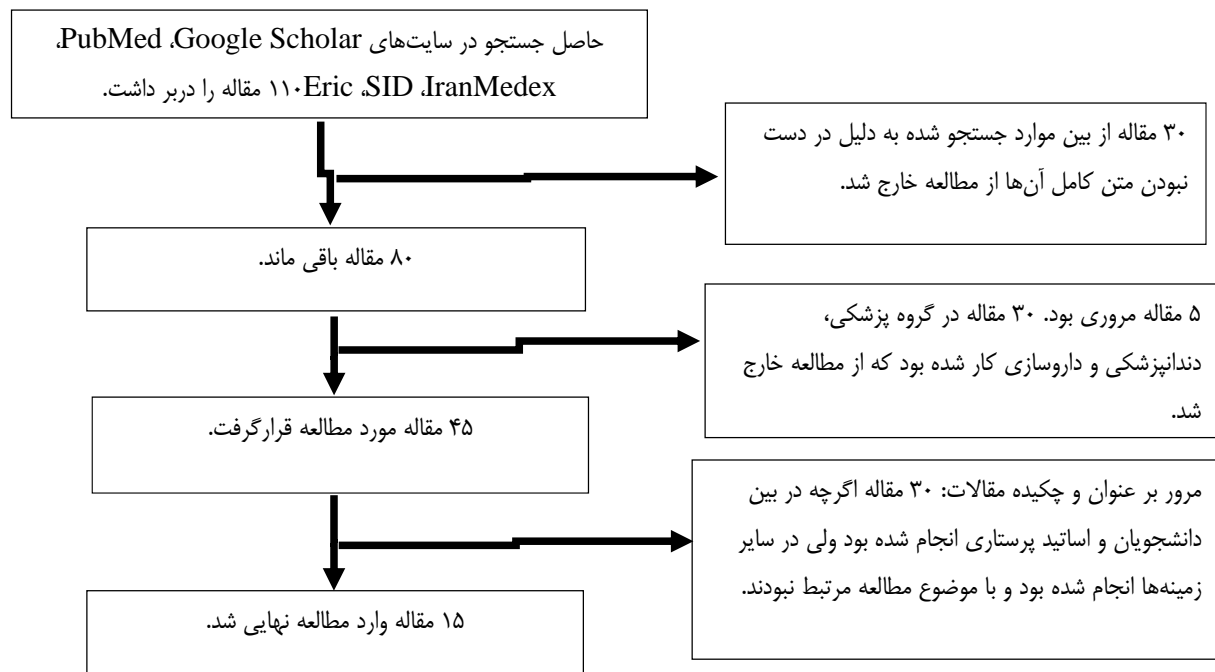 حاصل جستجو در سایت‌های PubMed ،Google Scholar،
Eric ،SID ،IranMedex ۱۱۰ مقاله را دربر داشت.
۳۰ مقاله از بین موارد جستجو شده به دلیل در دست
نبودن متن کامل آن‌ها از مطالعه خارج شد.
۸۰ مقاله باقی ماند.
۵ مقاله مروری بود. ۳۰ مقاله در گروه پزشکی،
دندانپزشکی و داروسازی کار شده بود که از مطالعه خارج
شد.
۴۵ مقاله مورد مطالعه قرارگرفت.
مرور بر عنوان و چکیده مقالات: ۳۰ مقاله اگرچه در بین
دانشجویان و اساتید پرستاری انجام شده بود ولی در سایر
زمینه‌ها انجام شده بود و با موضوع مطالعه مرتبط نبودند.
۱۵ مقاله وارد مطالعه نهایی شد.